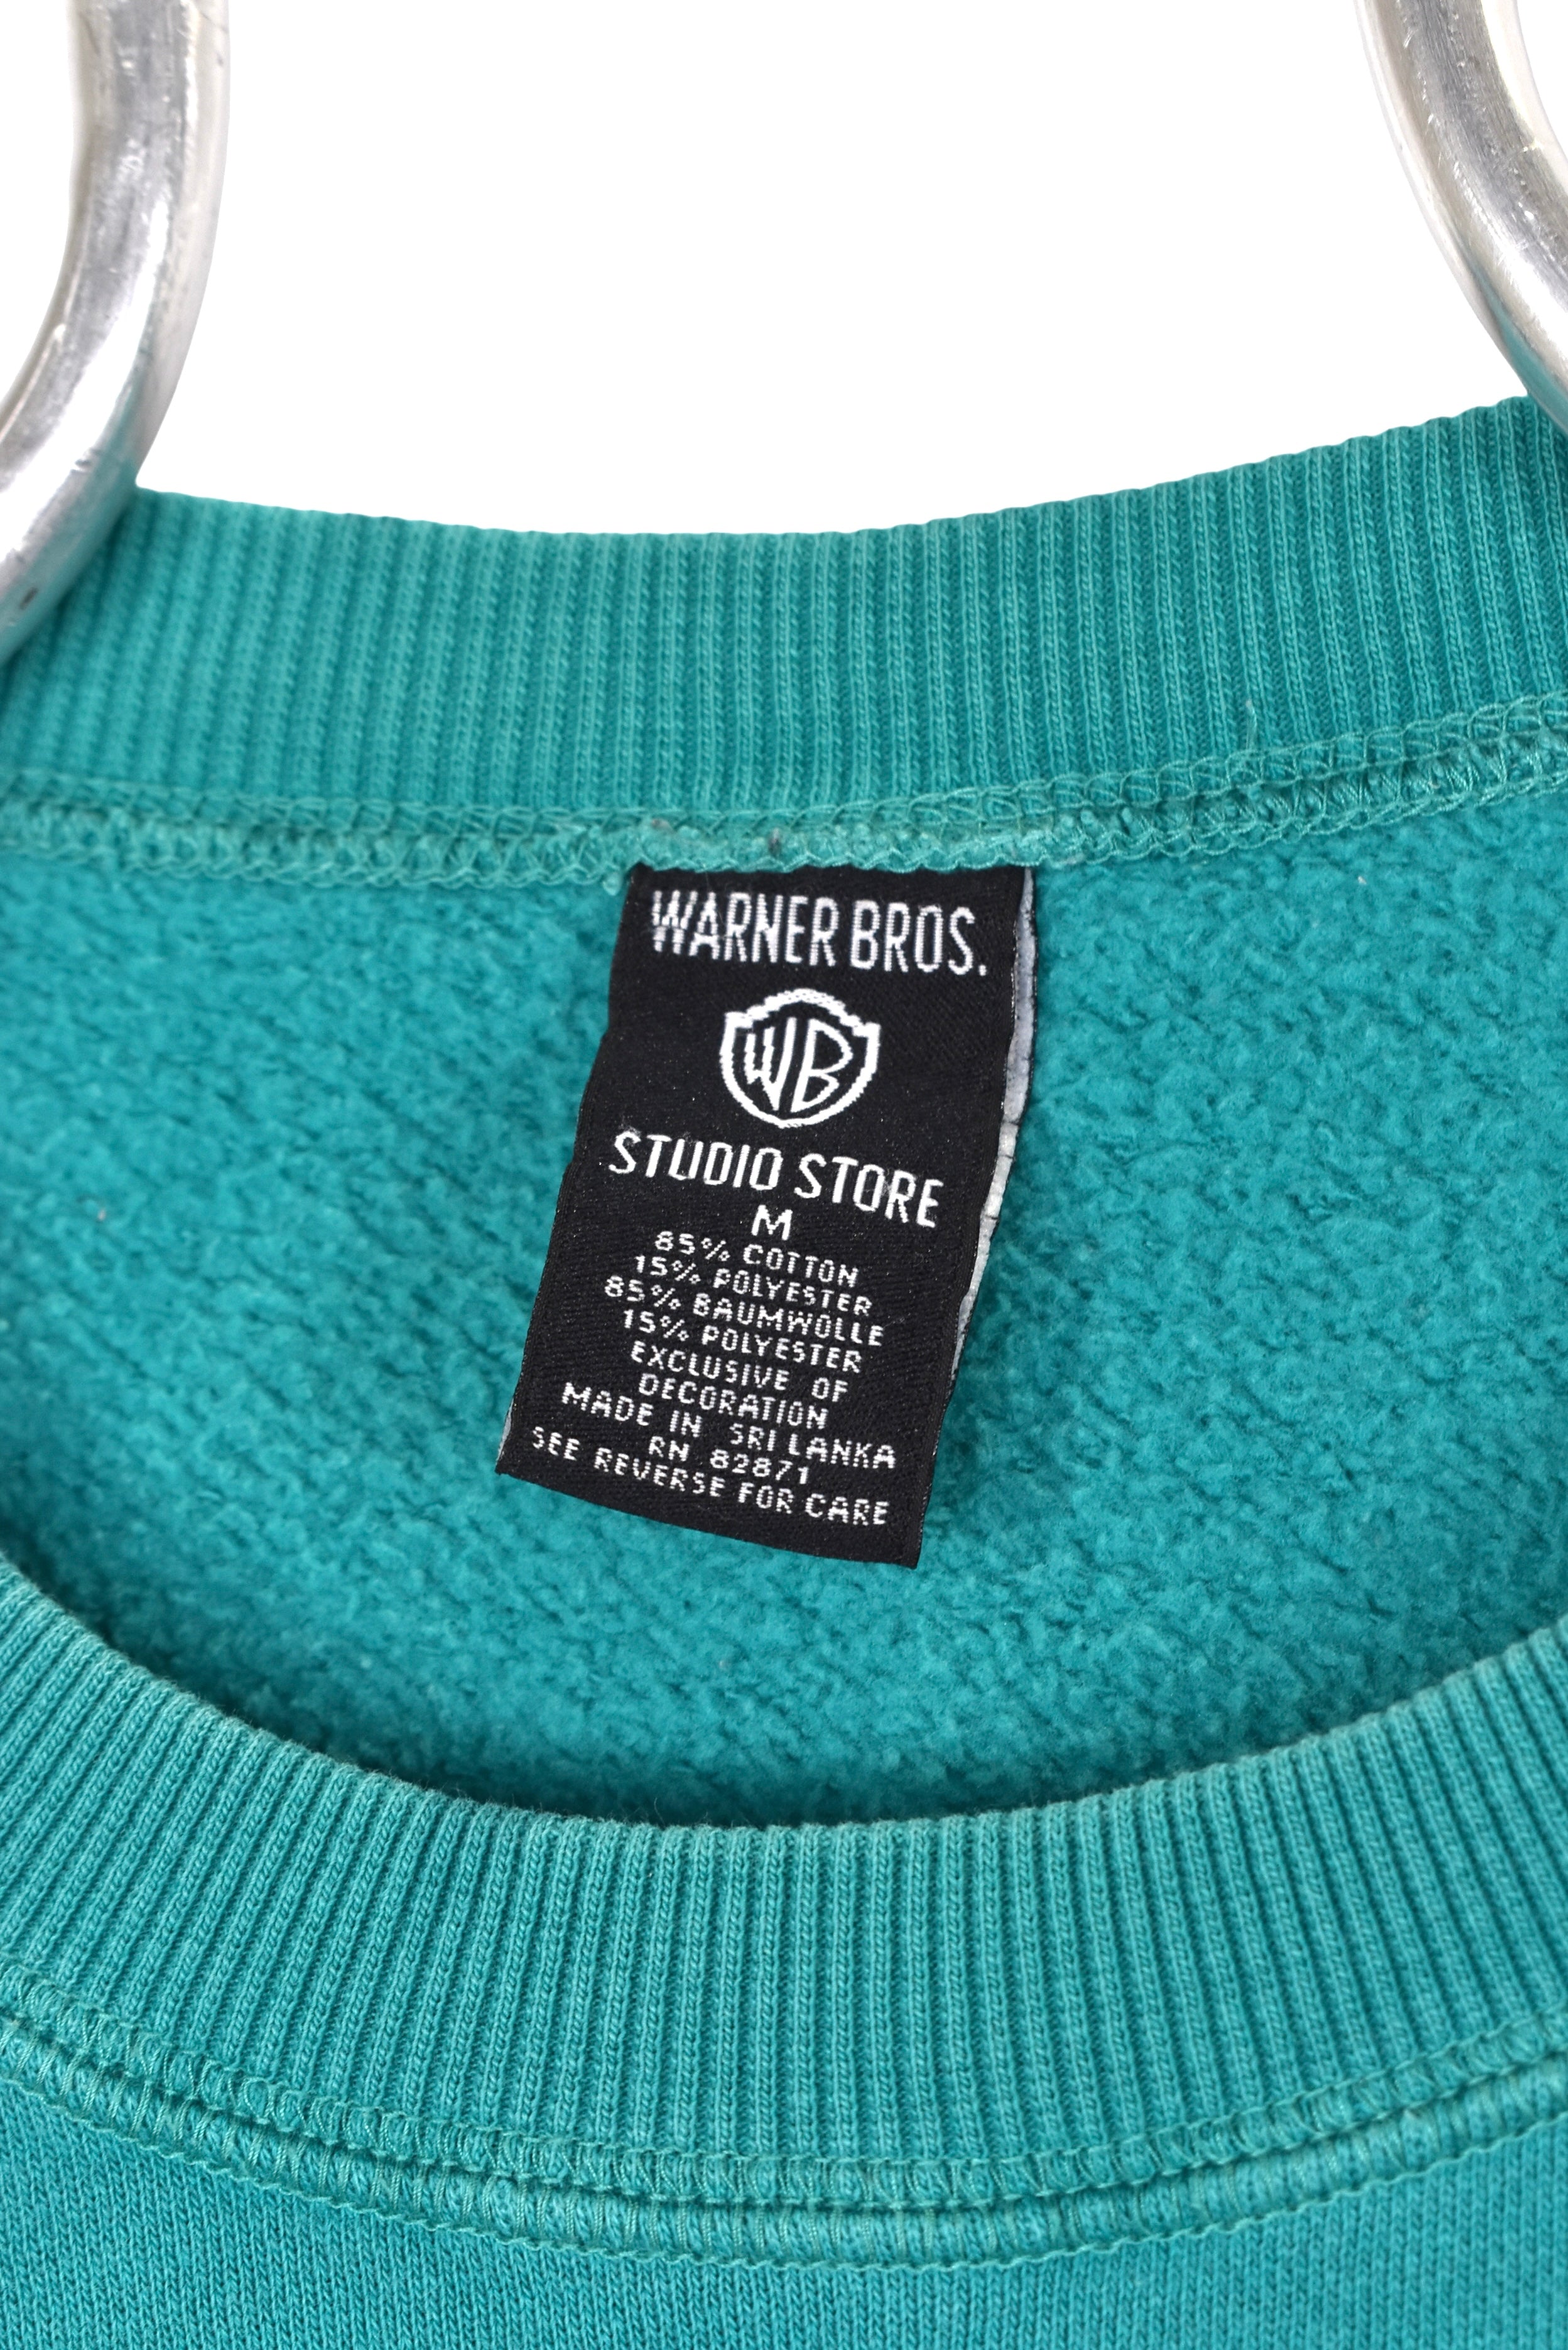 WARNER BROS.
WB
STUDIO STORE
M
85% COTTON
15% POLYESTER
85% BAUMWOLLE
15% POLYESTER
EXCLUSIVE OF
DECORATION
MADE IN SRI LANKA
RN 82871
SEE REVERSE FOR CARE